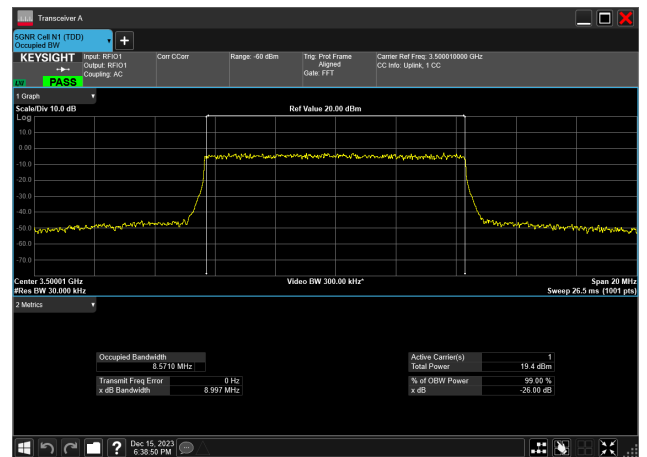 Transceiver A
5GNR Cell N1 (TDD)
Occupied BW
KEYSIGHT
LXI
PASS
Input: RFIO1
Output: RFIO1
Coupling: AC
Corr CCorr
Range: -60 dBm
Trig: Prot Frame
Aligned
Gate: FFT
Carrier Ref Freq: 3.500010000 GHz
CC Info: Uplink, 1 CC
1 Graph
Scale/Div 10.0 dB
Ref Value 20.00 dBm
Log
10.0
0.00
-10.0
-20.0
-30.0
-40.0
-50.0
-60.0
-70.0
Center 3.50001 GHz
Video BW 300.00 kHz*
Span 20 MHz
#Res BW 30.000 kHz
Sweep 26.5 ms (1001 pts)
2 Metrics
Occupied Bandwidth
8.5710 MHz
Transmit Freq Error 0 Hz
x dB Bandwidth 8.997 MHz
Active Carrier(s) 1
Total Power 19.4 dBm
% of OBW Power 99.00 %
x dB -26.00 dB
Dec 15, 2023
6:38:50 PM